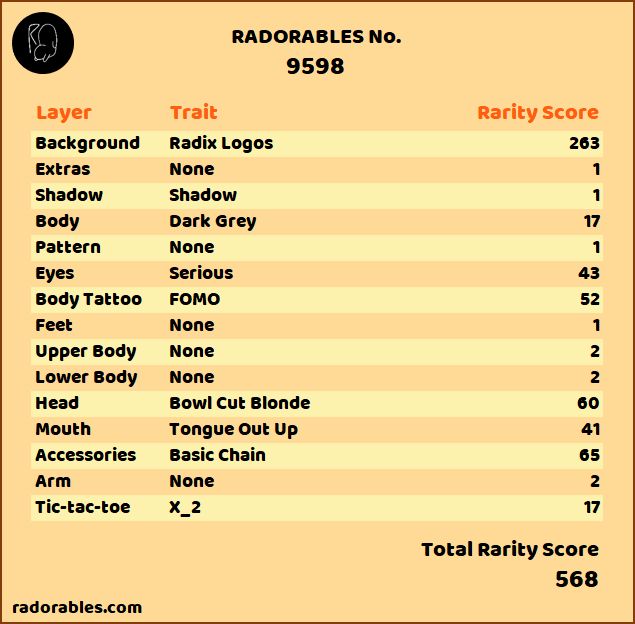 RADORABLES No.
9598
Layer Trait Rarity Score
Background Radix Logos 263
Extras None 1
Shadow Shadow 1
Body Dark Grey 17
Pattern None 1
Eyes Serious 43
Body Tattoo FOMO 52
Feet None 1
Upper Body None 2
Lower Body None 2
Head Bowl Cut Blonde 60
Mouth Tongue Out Up 41
Accessories Basic Chain 65
Arm None 2
Tic-tac-toe X_2 17
Total Rarity Score
568
radorables.com